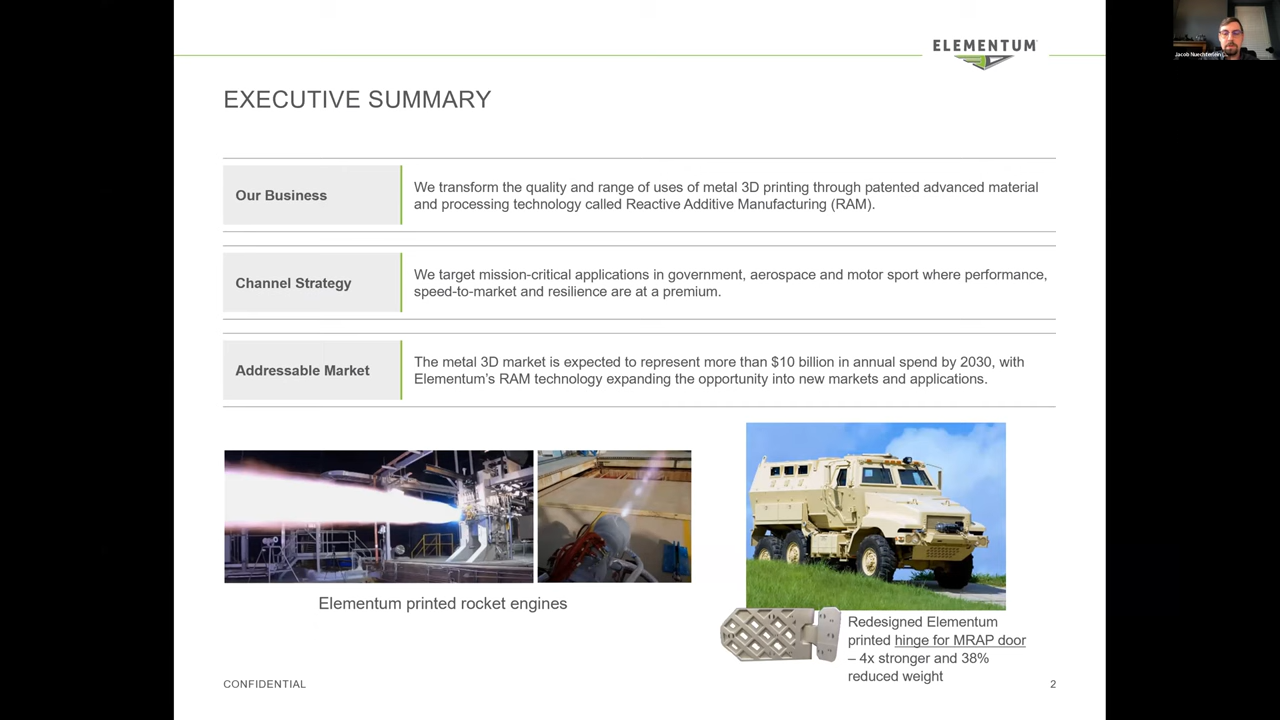 ELEMENTUM
Jacob Nuechterlein
EXECUTIVE SUMMARY
Our Business
We transform the quality and range of uses of metal 3D printing through patented advanced material
and processing technology called Reactive Additive Manufacturing (RAM).
Channel Strategy
We target mission-critical applications in government, aerospace and motor sport where performance,
speed-to-market and resilience are at a premium.
Addressable Market
The metal 3D market is expected to represent more than $10 billion in annual spend by 2030, with
Elementum’s RAM technology expanding the opportunity into new markets and applications.
Elementum printed rocket engines
Redesigned Elementum
printed hinge for MRAP door
– 4x stronger and 38%
reduced weight
CONFIDENTIAL
2